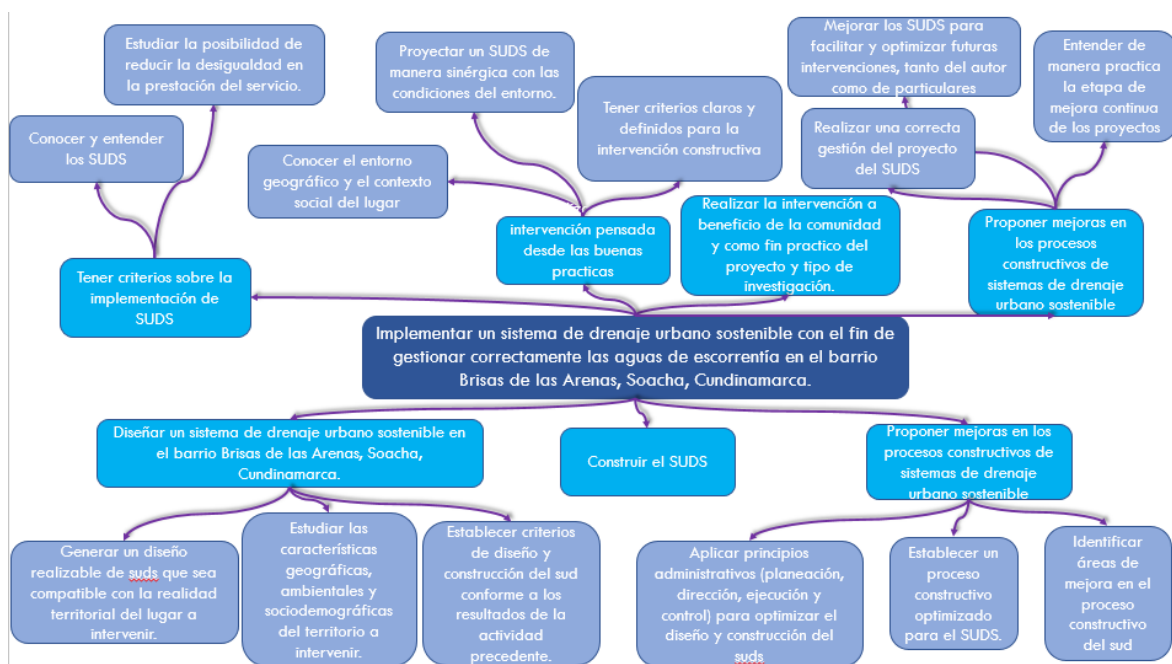 Estudiar la posibilidad de
reducir la desigualdad en
la prestación del servicio.
Proyectar un SUDS de
manera sinérgica con las
condiciones del entorno.
Mejorar los SUDS para
facilitar y optimizar futuras
intervenciones, tanto del autor
como de particulares
Entender de
manera practica
la etapa de
mejora continua
de los proyectos
Conocer y entender
los SUDS
Conocer el entorno
geográfico y el contexto
social del lugar
Tener criterios claros y
definidos para la
intervención constructiva
Realizar una correcta
gestión del proyecto
del SUDS
Tener criterios sobre la
implementación de
SUDS
intervención pensada
desde las buenas
practicas
Realizar la intervención a
beneficio de la comunidad
y como fin practico del
proyecto y tipo de
investigación.
Proponer mejoras en
los procesos
constructivos de
sistemas de drenaje
urbano sostenible
Implementar un sistema de drenaje urbano sostenible con el fin de
gestionar correctamente las aguas de escorrentía en el barrio
Brisas de las Arenas, Soacha, Cundinamarca.
Diseñar un sistema de drenaje urbano sostenible en
el barrio Brisas de las Arenas, Soacha,
Cundinamarca.
Construir el SUDS
Proponer mejoras en los
procesos constructivos de
sistemas de drenaje
urbano sostenible
Generar un diseño
realizable de suds que sea
compatible con la realidad
territorial del lugar a
intervenir.
Estudiar las
características
geográficas,
ambientales y
sociodemográficas
del territorio a
intervenir.
Establecer criterios
de diseño y
construcción del sud
conforme a los
resultados de la
actividad
precedente.
Aplicar principios
administrativos (planeación,
dirección, ejecución y
control) para optimizar el
diseño y construcción del
suds
Establecer un
proceso
constructivo
optimizado
para el SUDS.
Identificar
áreas de
mejora en el
proceso
constructivo
del sud